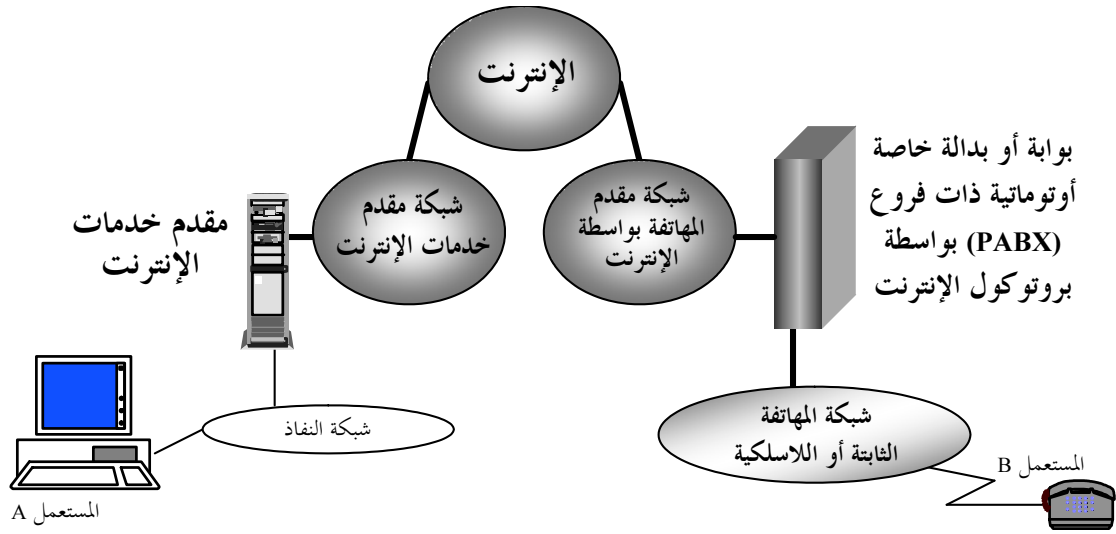 الإنترنت
بوابة أو بدالة خاصة
أوتوماتية ذات فروع
(PABX) بواسطة
بروتوكول الإنترنت
شبكة مقدم
المهاتفة بواسطة
الإنترنت
شبكة مقدم
خدمات الإنترنت
مقدم خدمات
الإنترنت
شبكة المهاتفة
الثابتة أو اللاسلكية
شبكة النفاذ
المستعمل B
المستعمل A